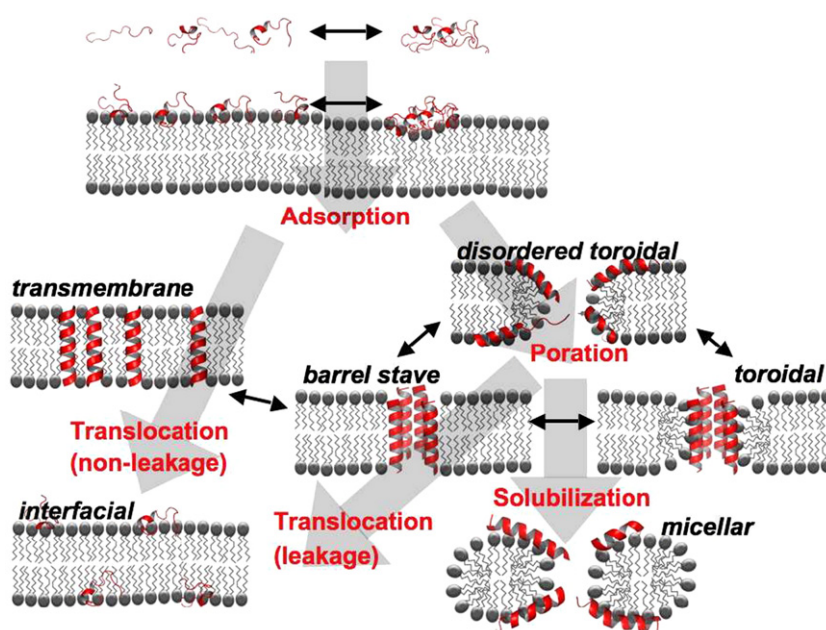 Adsorption
disordered toroidal
transmembrane
Poration
barrel stave
toroidal
Translocation
(non-leakage)
Solubilization
interfacial
Translocation
(leakage)
micellar